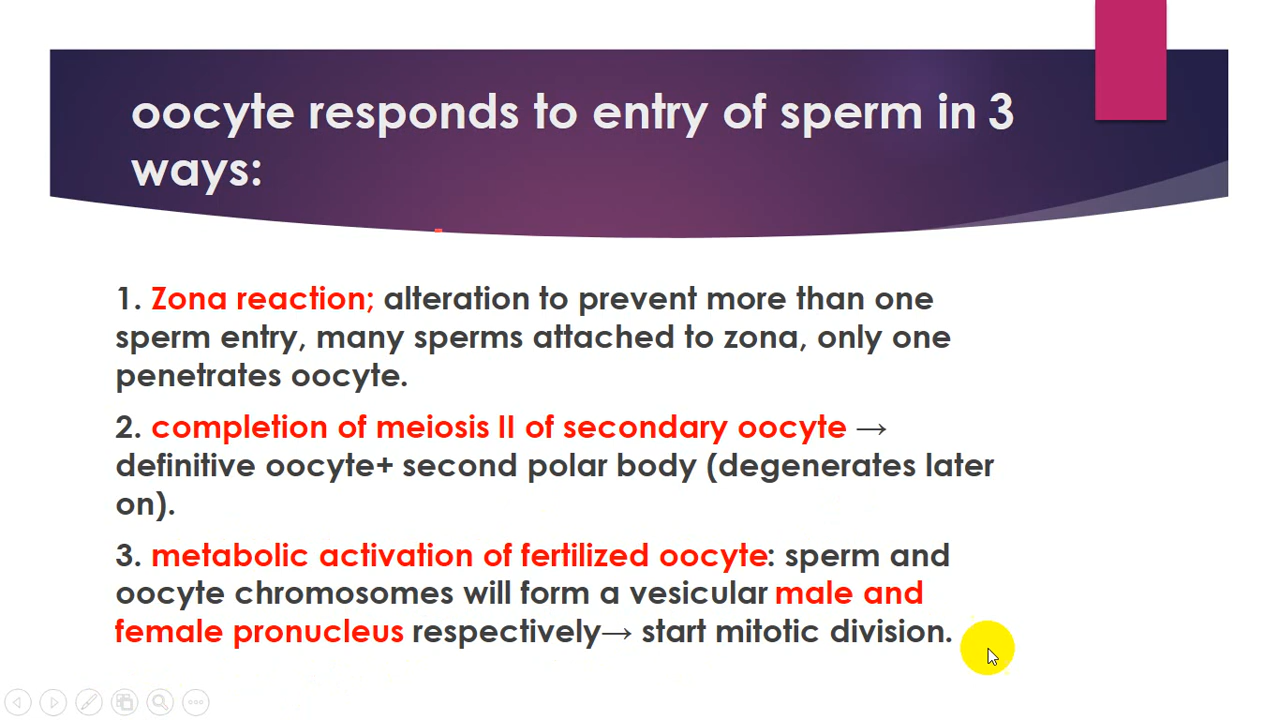 oocyte responds to entry of sperm in 3
ways:
1. Zona reaction; alteration to prevent more than one
sperm entry, many sperms attached to zona, only one
penetrates oocyte.
2. completion of meiosis II of secondary oocyte →
definitive oocyte+ second polar body (degenerates later
on).
3. metabolic activation of fertilized oocyte: sperm and
oocyte chromosomes will form a vesicular male and
female pronucleus respectively→ start mitotic division.